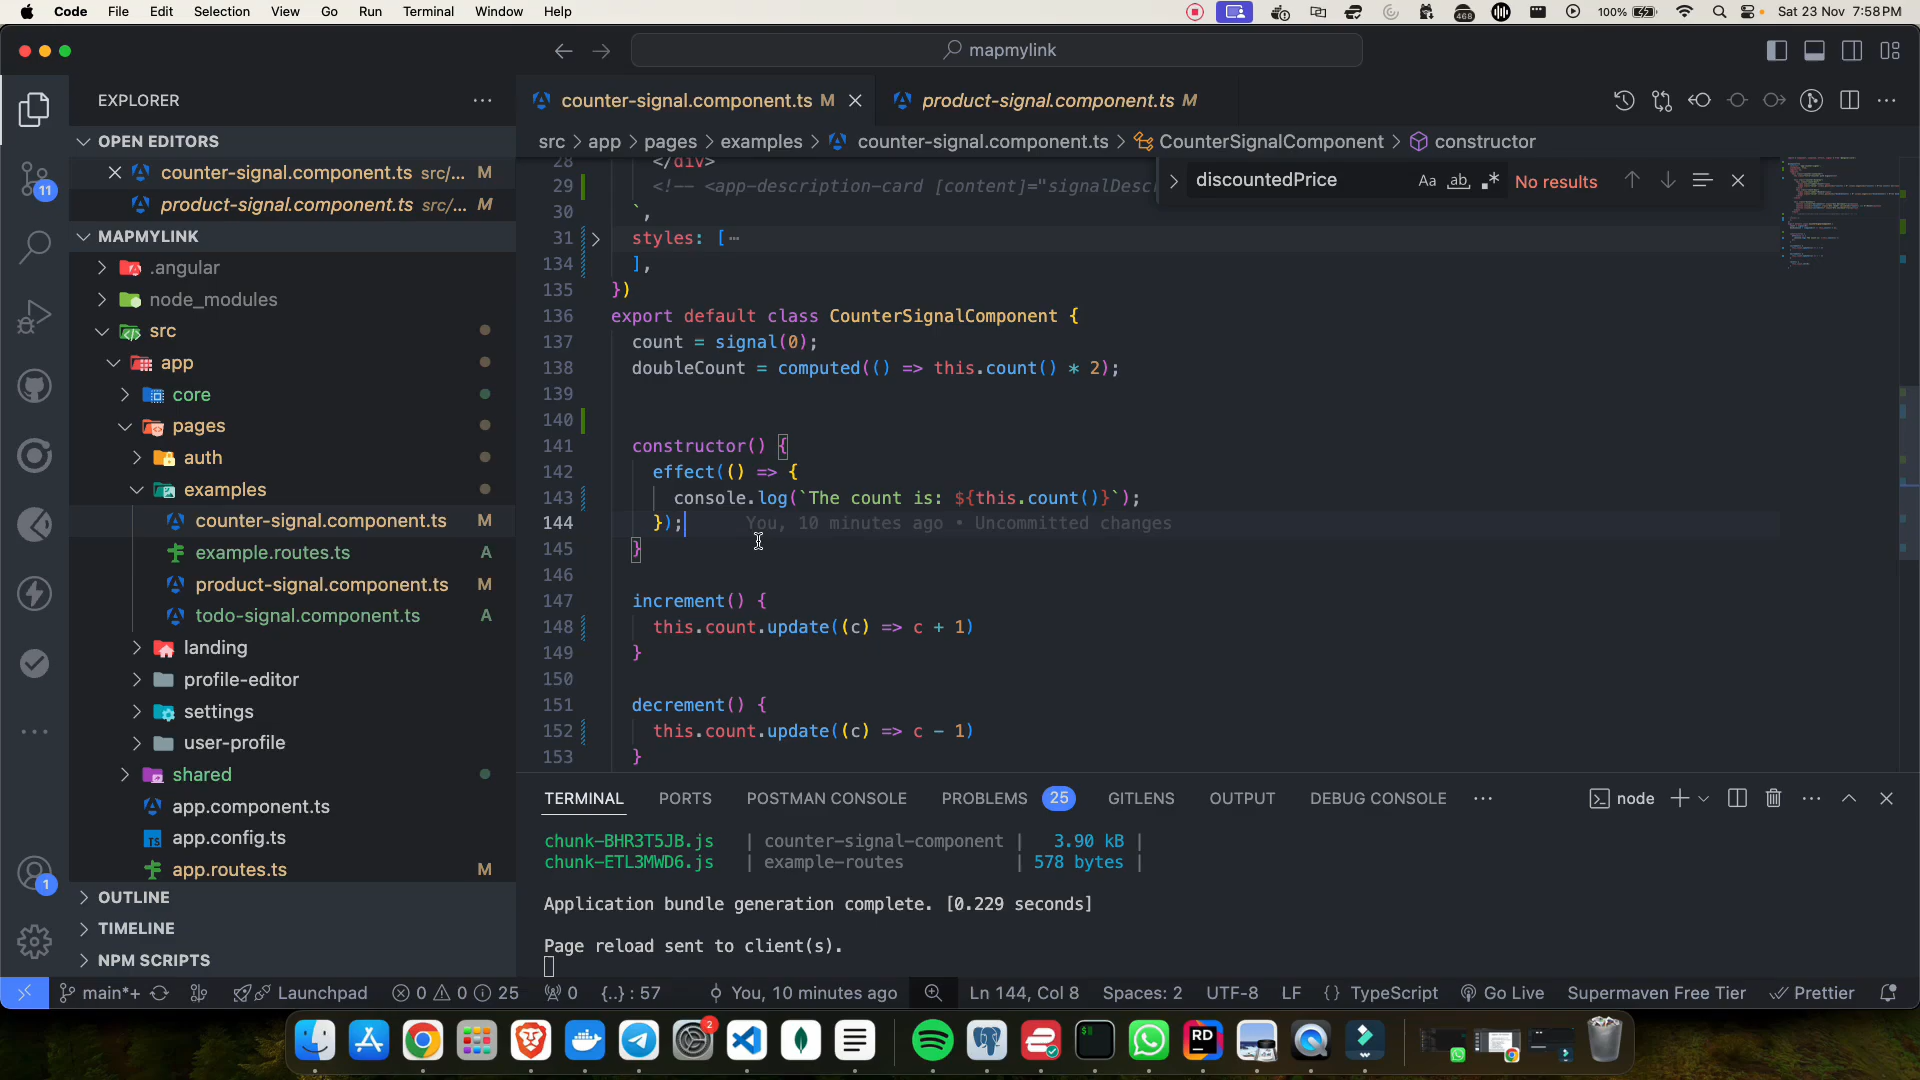 Code File Edit Selection View Go Run Terminal Window Help 468 100% Sat 23 Nov 7:58 PM
mapmylink
EXPLORER
counter-signal.component.ts M
product-signal.component.ts M
OPEN EDITORS
src > app > pages > examples > counter-signal.component.ts > CounterSignalComponent > constructor
counter-signal.component.ts src/... M
product-signal.component.ts src/... M
discountedPrice Aa ab No results
MAPMYLINK
.angular
node_modules
src
app
core
pages
auth
examples
counter-signal.component.ts M
example.routes.ts A
product-signal.component.ts M
todo-signal.component.ts A
landing
profile-editor
settings
user-profile
shared
app.component.ts
app.config.ts
app.routes.ts M
OUTLINE
TIMELINE
NPM SCRIPTS
11
1
28 </div>
29 <!-- <app-description-card [content]="signalDesc
30 `,
31 styles: [ ⋯
134 ],
135 })
136 export default class CounterSignalComponent {
137 count = signal(0);
138 doubleCount = computed(() => this.count() * 2);
139
140
141 constructor() {
142 effect(() => {
143 console.log(`The count is: ${this.count()}`);
144 }); You, 10 minutes ago • Uncommitted changes
145 }
146
147 increment() {
148 this.count.update((c) => c + 1)
149 }
150
151 decrement() {
152 this.count.update((c) => c - 1)
153 }
TERMINAL PORTS POSTMAN CONSOLE PROBLEMS 25 GITLENS OUTPUT DEBUG CONSOLE ⋯ node
chunk-BHR3T5JB.js | counter-signal-component | 3.90 kB |
chunk-ETL3MWD6.js | example-routes | 578 bytes |
Application bundle generation complete. [0.229 seconds]
Page reload sent to client(s).
main*+ Launchpad 0 0 25 0 {..} : 57 You, 10 minutes ago Ln 144, Col 8 Spaces: 2 UTF-8 LF {} TypeScript Go Live Supermaven Free Tier Prettier
2
RD